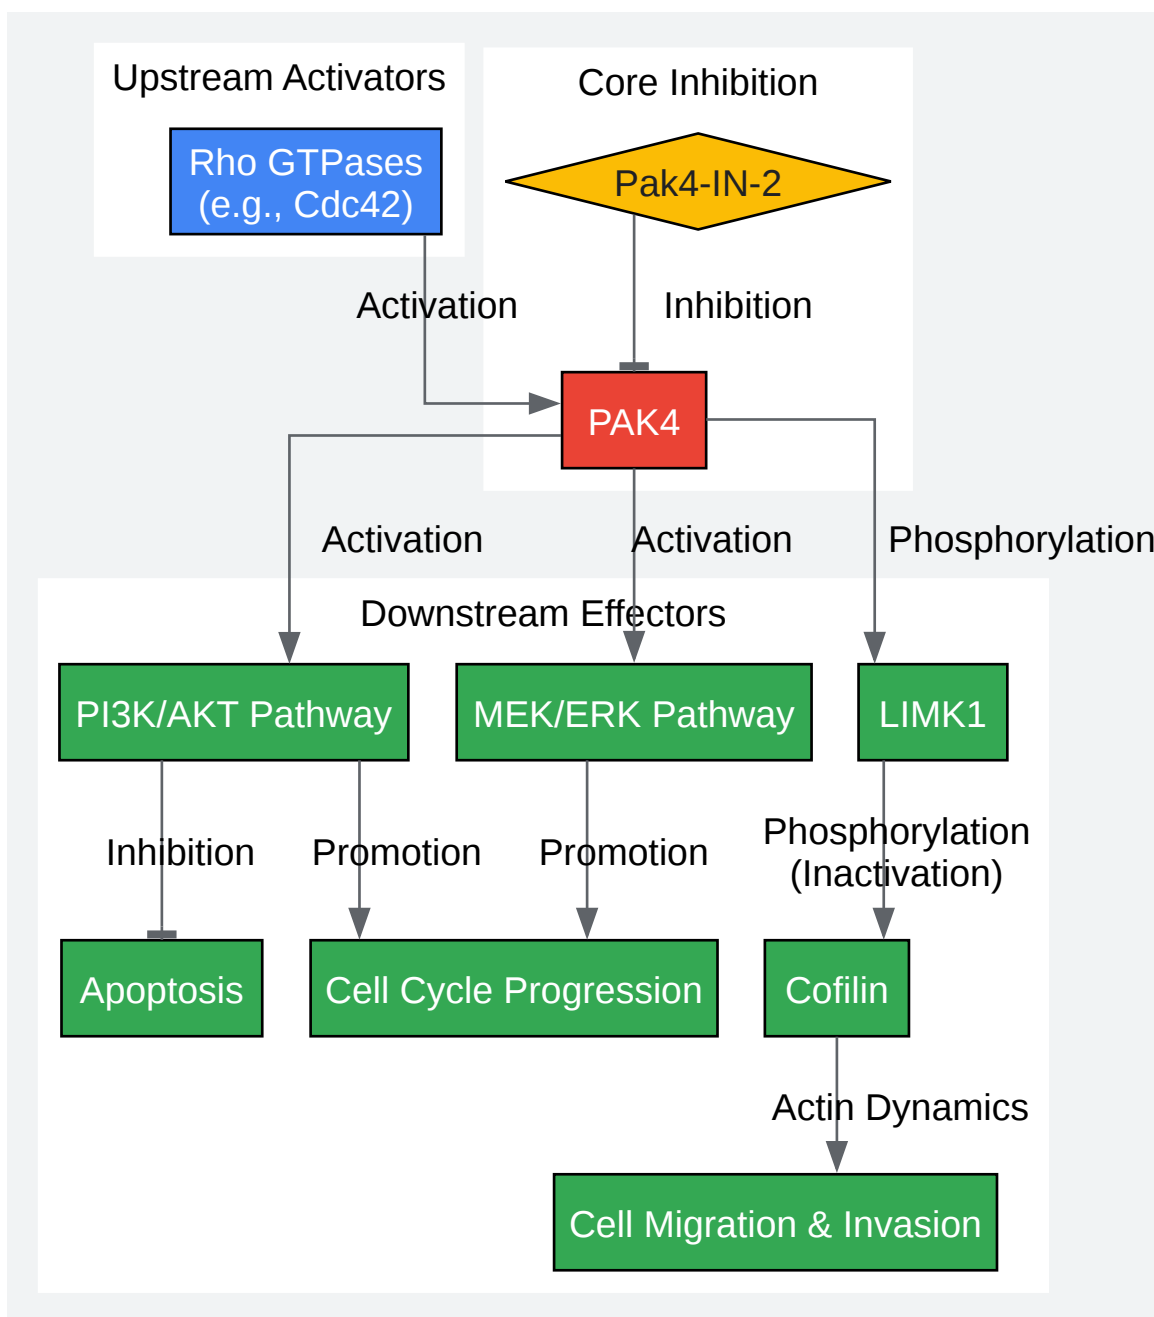 Upstream Activators
Core Inhibition
Rho GTPases
(e.g., Cdc42)
Pak4-IN-2
Activation
Inhibition
PAK4
Activation
Activation
Phosphorylation
Downstream Effectors
PI3K/AKT Pathway
MEK/ERK Pathway
LIMK1
Inhibition
Promotion
Promotion
Phosphorylation
(Inactivation)
Apoptosis
Cell Cycle Progression
Cofilin
Actin Dynamics
Cell Migration & Invasion